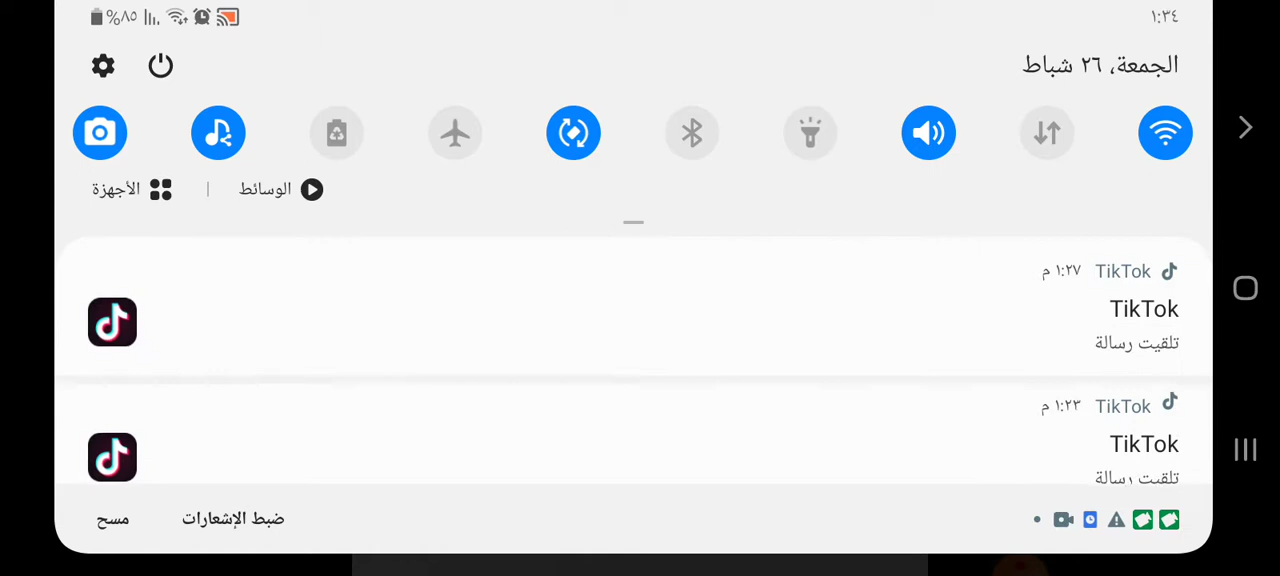 ١:٣٤ %٨٥
الجمعة، ٢٦ شباط
الوسائط | الأجهزة
TikTok ١:٢٧ م
TikTok
تلقيت رسالة
TikTok ١:٢٣ م
TikTok
تلقيت رسالة
ضبط الإشعارات مسح